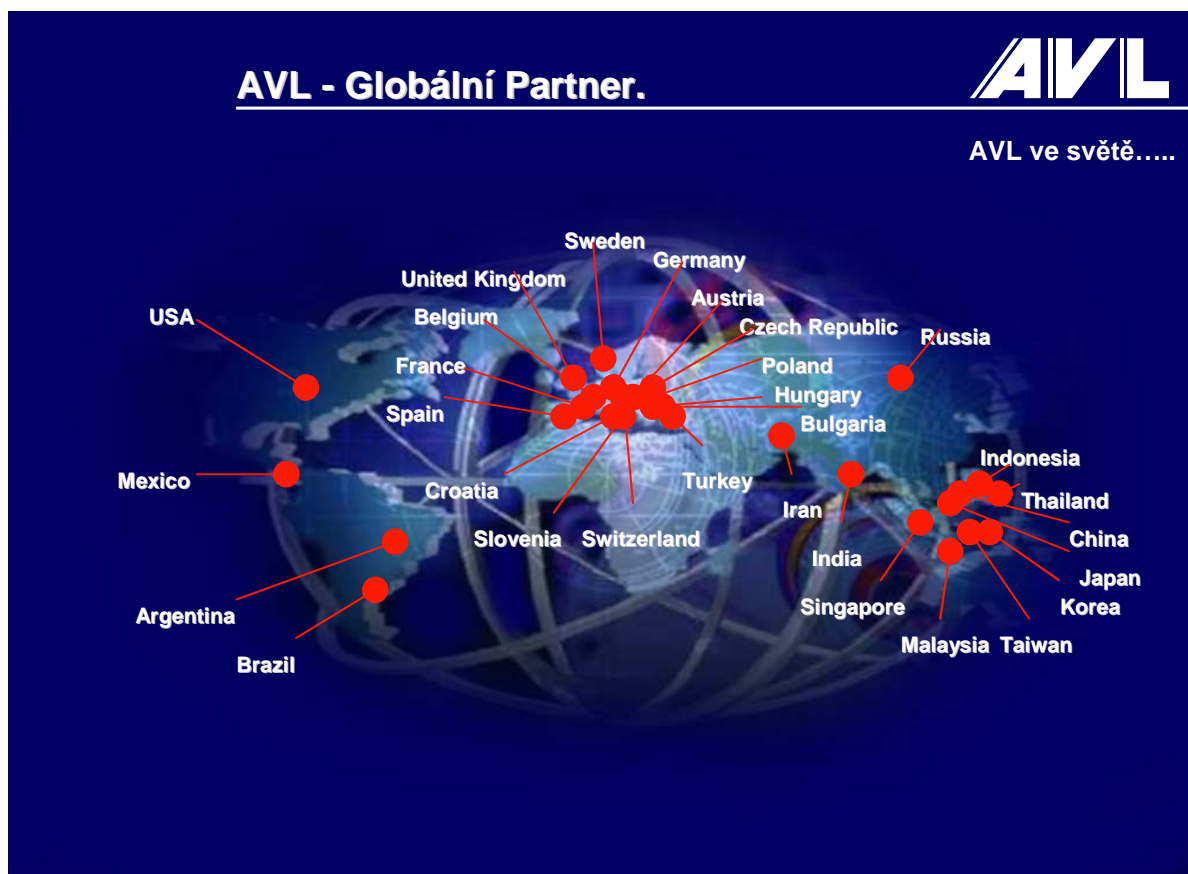 AVL
AVL - Globální Partner.
AVL ve světě.....
Sweden
Germany
United Kingdom
Austria
USA
Belgium
Czech Republic
Russia
France
Poland
Hungary
Spain
Bulgaria
Indonesia
Mexico
Croatia
Turkey
Thailand
Iran
Slovenia
Switzerland
China
India
Japan
Singapore
Korea
Argentina
Malaysia
Taiwan
Brazil